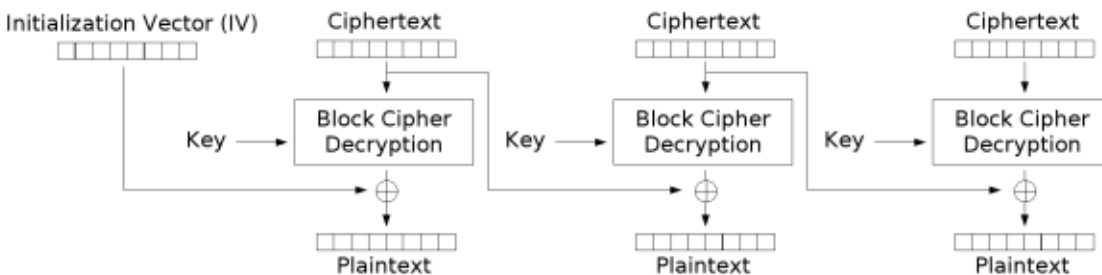 Initialization Vector (IV)
Ciphertext
Ciphertext
Ciphertext
Key
Block Cipher
Decryption
Key
Block Cipher
Decryption
Key
Block Cipher
Decryption
Plaintext
Plaintext
Plaintext